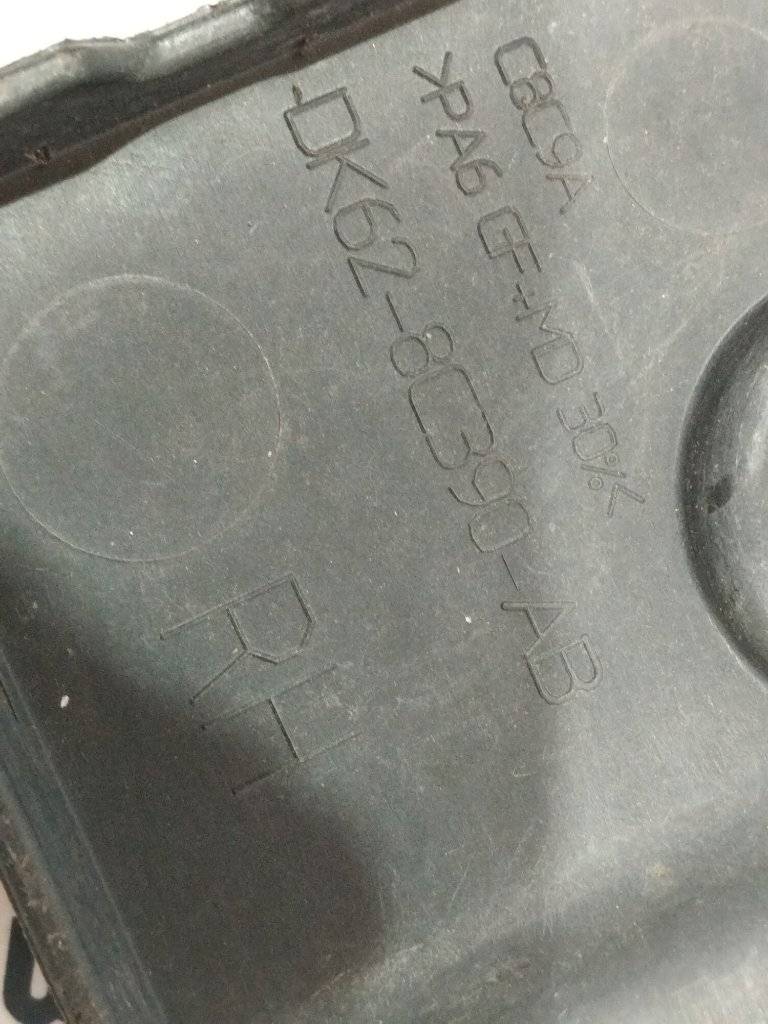 C8C9A
>PA6 GF+MD 30%<
DK62-8C390-AB
RH